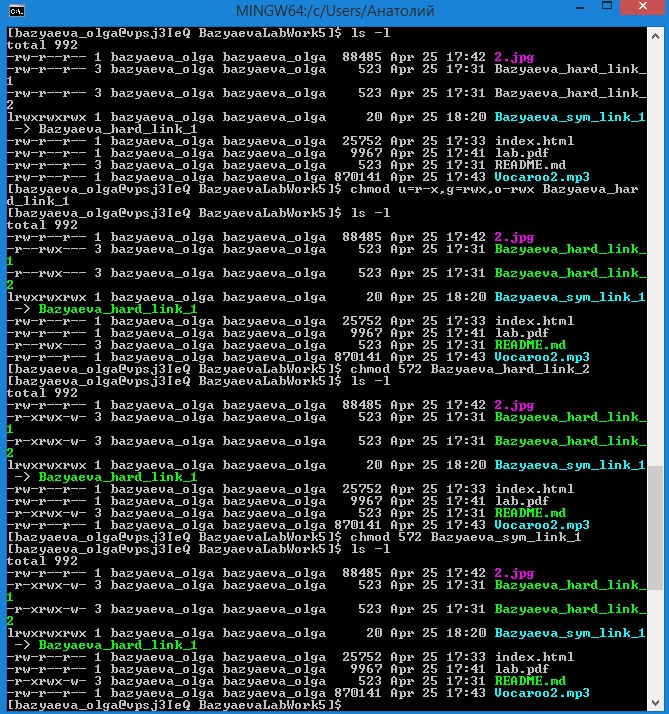 MINGW64:/c/Users/Анатолий
[bazyaeva_olga@vpsj3IeQ BazyaevaLabWork5]$ ls -l
total 992
-rw-r--r-- 1 bazyaeva_olga bazyaeva_olga  88485 Apr 25 17:42 2.jpg
-rw-r--r-- 3 bazyaeva_olga bazyaeva_olga    523 Apr 25 17:31 Bazyaeva_hard_link_
1
-rw-r--r-- 3 bazyaeva_olga bazyaeva_olga    523 Apr 25 17:31 Bazyaeva_hard_link_
2
lrwxrwxrwx 1 bazyaeva_olga bazyaeva_olga     20 Apr 25 18:20 Bazyaeva_sym_link_1
 -> Bazyaeva_hard_link_1
-rw-r--r-- 1 bazyaeva_olga bazyaeva_olga  25752 Apr 25 17:33 index.html
-rw-r--r-- 1 bazyaeva_olga bazyaeva_olga   9967 Apr 25 17:41 lab.pdf
-rw-r--r-- 3 bazyaeva_olga bazyaeva_olga    523 Apr 25 17:31 README.md
-rw-r--r-- 1 bazyaeva_olga bazyaeva_olga 870141 Apr 25 17:43 Vocaroo2.mp3
[bazyaeva_olga@vpsj3IeQ BazyaevaLabWork5]$ chmod u=r-x,g=rwx,o-rwx Bazyaeva_har
d_link_1
[bazyaeva_olga@vpsj3IeQ BazyaevaLabWork5]$ ls -l
total 992
-rw-r--r-- 1 bazyaeva_olga bazyaeva_olga  88485 Apr 25 17:42 2.jpg
-r--rwx--- 3 bazyaeva_olga bazyaeva_olga    523 Apr 25 17:31 Bazyaeva_hard_link_
1
-r--rwx--- 3 bazyaeva_olga bazyaeva_olga    523 Apr 25 17:31 Bazyaeva_hard_link_
2
lrwxrwxrwx 1 bazyaeva_olga bazyaeva_olga     20 Apr 25 18:20 Bazyaeva_sym_link_1
 -> Bazyaeva_hard_link_1
-rw-r--r-- 1 bazyaeva_olga bazyaeva_olga  25752 Apr 25 17:33 index.html
-rw-r--r-- 1 bazyaeva_olga bazyaeva_olga   9967 Apr 25 17:41 lab.pdf
-r--rwx--- 3 bazyaeva_olga bazyaeva_olga    523 Apr 25 17:31 README.md
-rw-r--r-- 1 bazyaeva_olga bazyaeva_olga 870141 Apr 25 17:43 Vocaroo2.mp3
[bazyaeva_olga@vpsj3IeQ BazyaevaLabWork5]$ chmod 572 Bazyaeva_hard_link_2
[bazyaeva_olga@vpsj3IeQ BazyaevaLabWork5]$ ls -l
total 992
-rw-r--r-- 1 bazyaeva_olga bazyaeva_olga  88485 Apr 25 17:42 2.jpg
-r-xrwx-w- 3 bazyaeva_olga bazyaeva_olga    523 Apr 25 17:31 Bazyaeva_hard_link_
1
-r-xrwx-w- 3 bazyaeva_olga bazyaeva_olga    523 Apr 25 17:31 Bazyaeva_hard_link_
2
lrwxrwxrwx 1 bazyaeva_olga bazyaeva_olga     20 Apr 25 18:20 Bazyaeva_sym_link_1
 -> Bazyaeva_hard_link_1
-rw-r--r-- 1 bazyaeva_olga bazyaeva_olga  25752 Apr 25 17:33 index.html
-rw-r--r-- 1 bazyaeva_olga bazyaeva_olga   9967 Apr 25 17:41 lab.pdf
-r-xrwx-w- 3 bazyaeva_olga bazyaeva_olga    523 Apr 25 17:31 README.md
-rw-r--r-- 1 bazyaeva_olga bazyaeva_olga 870141 Apr 25 17:43 Vocaroo2.mp3
[bazyaeva_olga@vpsj3IeQ BazyaevaLabWork5]$ chmod 572 Bazyaeva_sym_link_1
[bazyaeva_olga@vpsj3IeQ BazyaevaLabWork5]$ ls -l
total 992
-rw-r--r-- 1 bazyaeva_olga bazyaeva_olga  88485 Apr 25 17:42 2.jpg
-r-xrwx-w- 3 bazyaeva_olga bazyaeva_olga    523 Apr 25 17:31 Bazyaeva_hard_link_
1
-r-xrwx-w- 3 bazyaeva_olga bazyaeva_olga    523 Apr 25 17:31 Bazyaeva_hard_link_
2
lrwxrwxrwx 1 bazyaeva_olga bazyaeva_olga     20 Apr 25 18:20 Bazyaeva_sym_link_1
 -> Bazyaeva_hard_link_1
-rw-r--r-- 1 bazyaeva_olga bazyaeva_olga  25752 Apr 25 17:33 index.html
-rw-r--r-- 1 bazyaeva_olga bazyaeva_olga   9967 Apr 25 17:41 lab.pdf
-r-xrwx-w- 3 bazyaeva_olga bazyaeva_olga    523 Apr 25 17:31 README.md
-rw-r--r-- 1 bazyaeva_olga bazyaeva_olga 870141 Apr 25 17:43 Vocaroo2.mp3
[bazyaeva_olga@vpsj3IeQ BazyaevaLabWork5]$